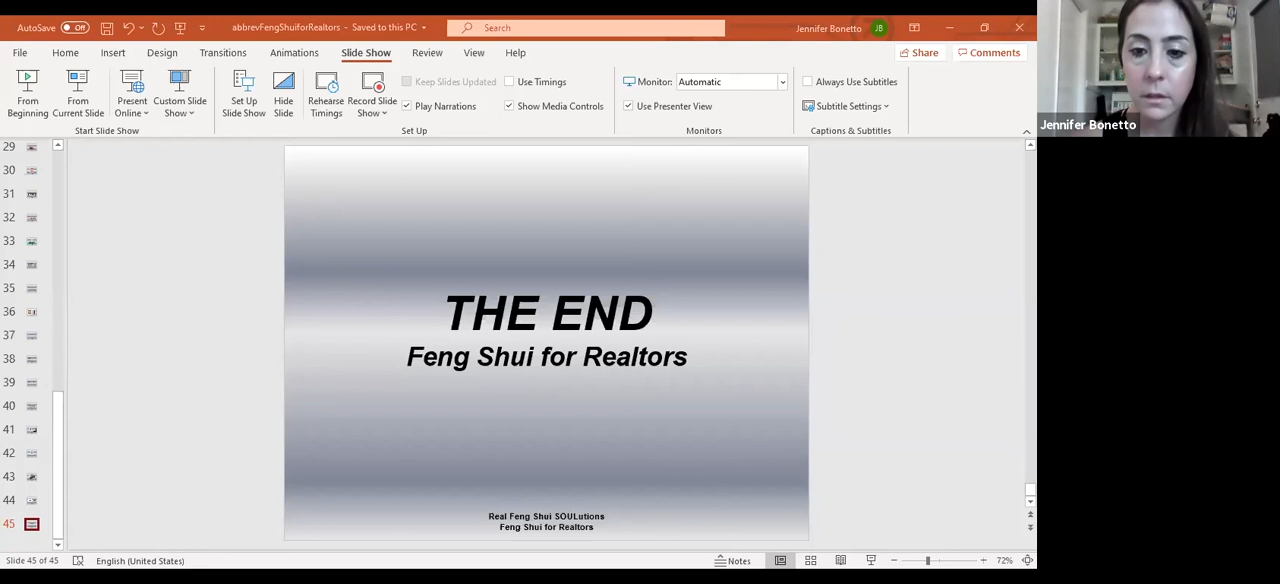 AutoSave Off abbrevFengShuiforRealtors - Saved to this PC Search Jennifer Bonetto JB
File Home Insert Design Transitions Animations Slide Show Review View Help Share Comments
From Beginning
From Current Slide
Present Online
Custom Slide Show
Set Up Slide Show
Hide Slide
Rehearse Timings
Record Slide Show
Keep Slides Updated
Play Narrations
Use Timings
Show Media Controls
Monitor: Automatic
Use Presenter View
Always Use Subtitles
Subtitle Settings
Start Slide Show Set Up Monitors Captions & Subtitles
Jennifer Bonetto
29
30
31
32
33
34
35
36
37
38
39
40
41
42
43
44
45
THE END
Feng Shui for Realtors
Real Feng Shui SOULutions
Feng Shui for Realtors
Slide 45 of 45 English (United States) Notes 72%